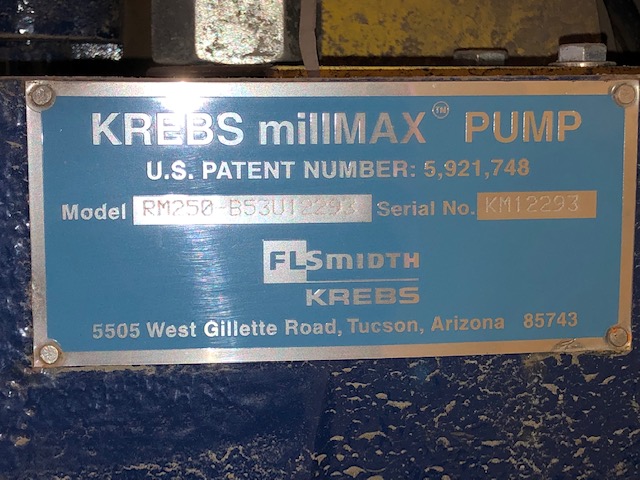 KREBS millMAX™ PUMP
U.S. PATENT NUMBER: 5,921,748
Model RM250-B53U12293 Serial No. KM12293
FLSMIDTH
KREBS
5505 West Gillette Road, Tucson, Arizona 85743